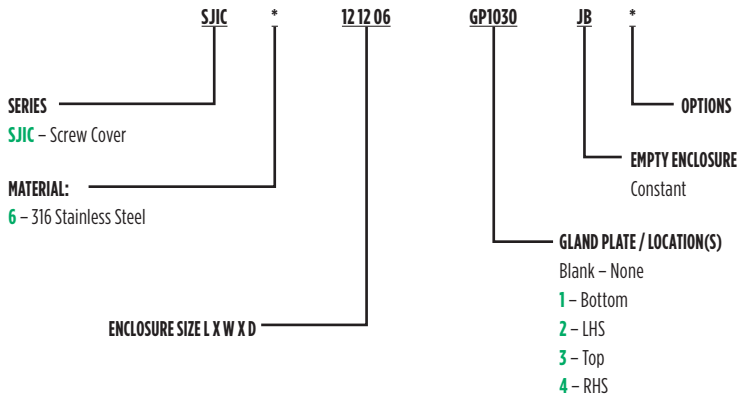 SJIC * 12 12 06 GP1030 JB *
SERIES
SJIC – Screw Cover
MATERIAL:
6 – 316 Stainless Steel
ENCLOSURE SIZE L X W X D
OPTIONS
EMPTY ENCLOSURE
Constant
GLAND PLATE / LOCATION(S)
Blank – None
1 – Bottom
2 – LHS
3 – Top
4 – RHS